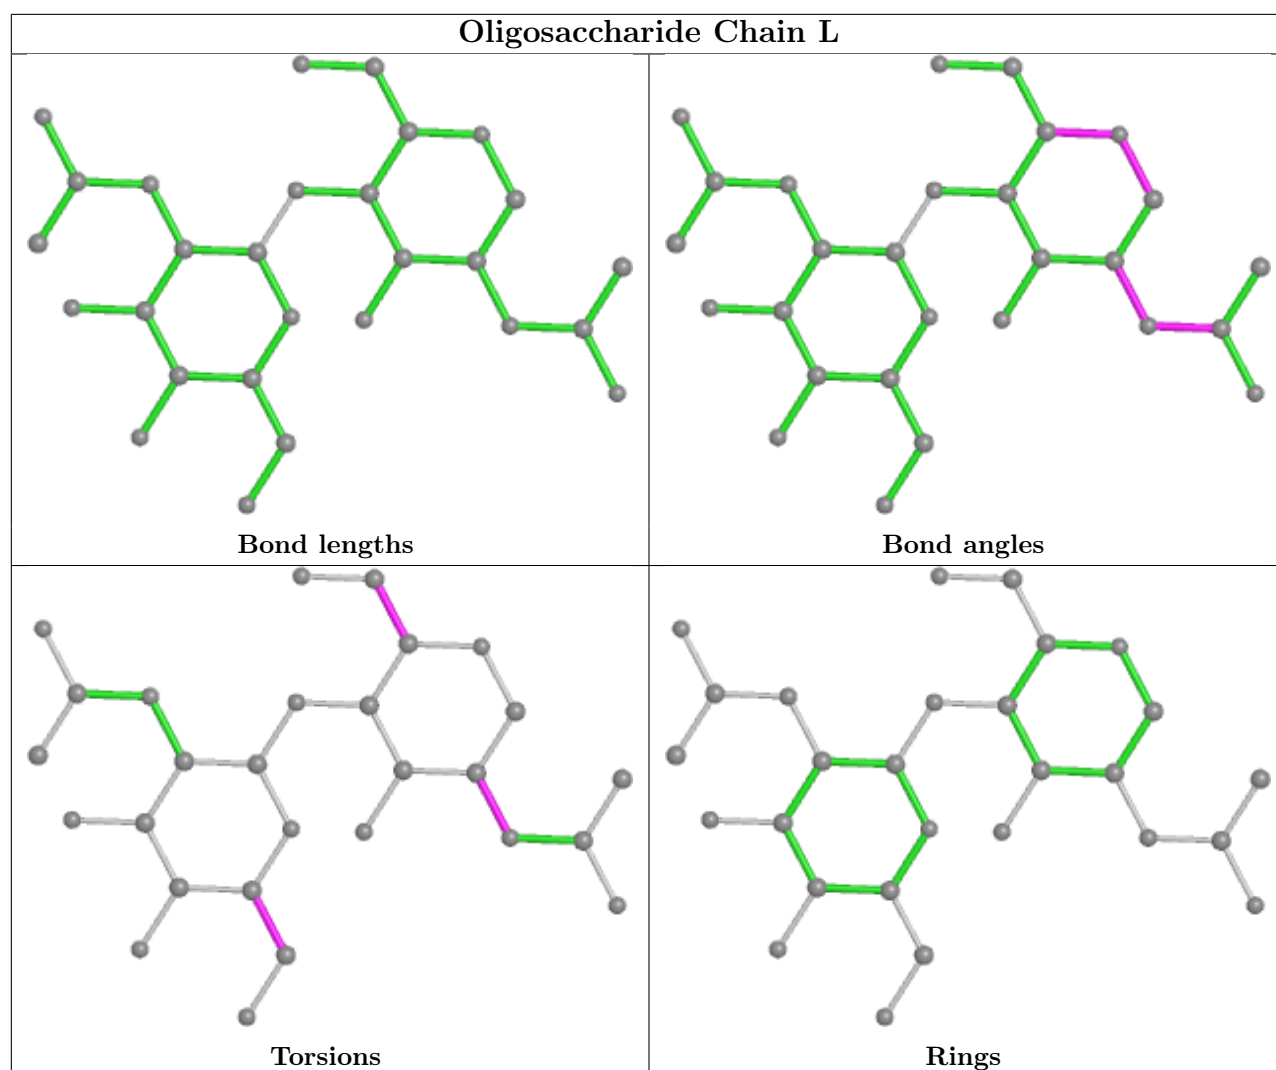 Oligosaccharide Chain L
Bond lengths
Bond angles
Torsions
Rings